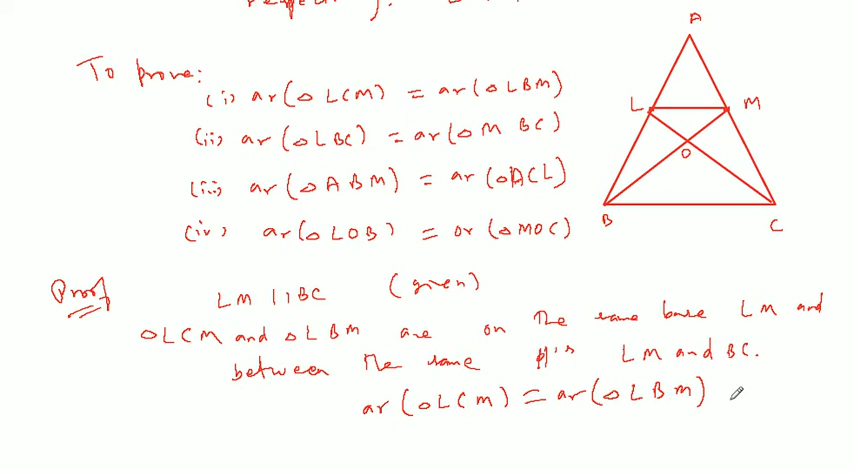 To prove:
(i) ar(△LCM) = ar(△LBM)
(ii) ar(△LBC) = ar(△MBC)
(iii) ar(△ABM) = ar(△ACL)
(iv) ar(△LOB) = ar(△MOC)
A
L
M
O
B
C
Proof
LM || BC (given)
△LCM and △LBM are on the same base LM and
between the same ||'s LM and BC.
ar(△LCM) = ar(△LBM)